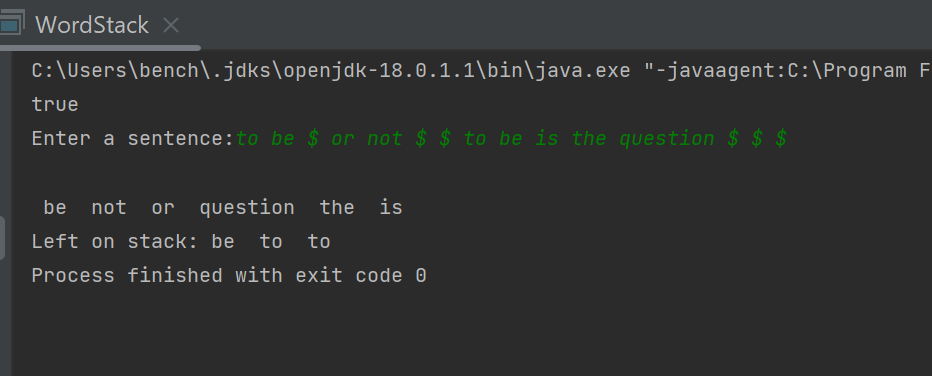 WordStack
C:\Users\bench\.jdks\openjdk-18.0.1.1\bin\java.exe "-javaagent:C:\Program F
true
Enter a sentence:to be $ or not $ $ to be is the question $ $ $
be  not  or  question  the  is
Left on stack: be  to  to
Process finished with exit code 0